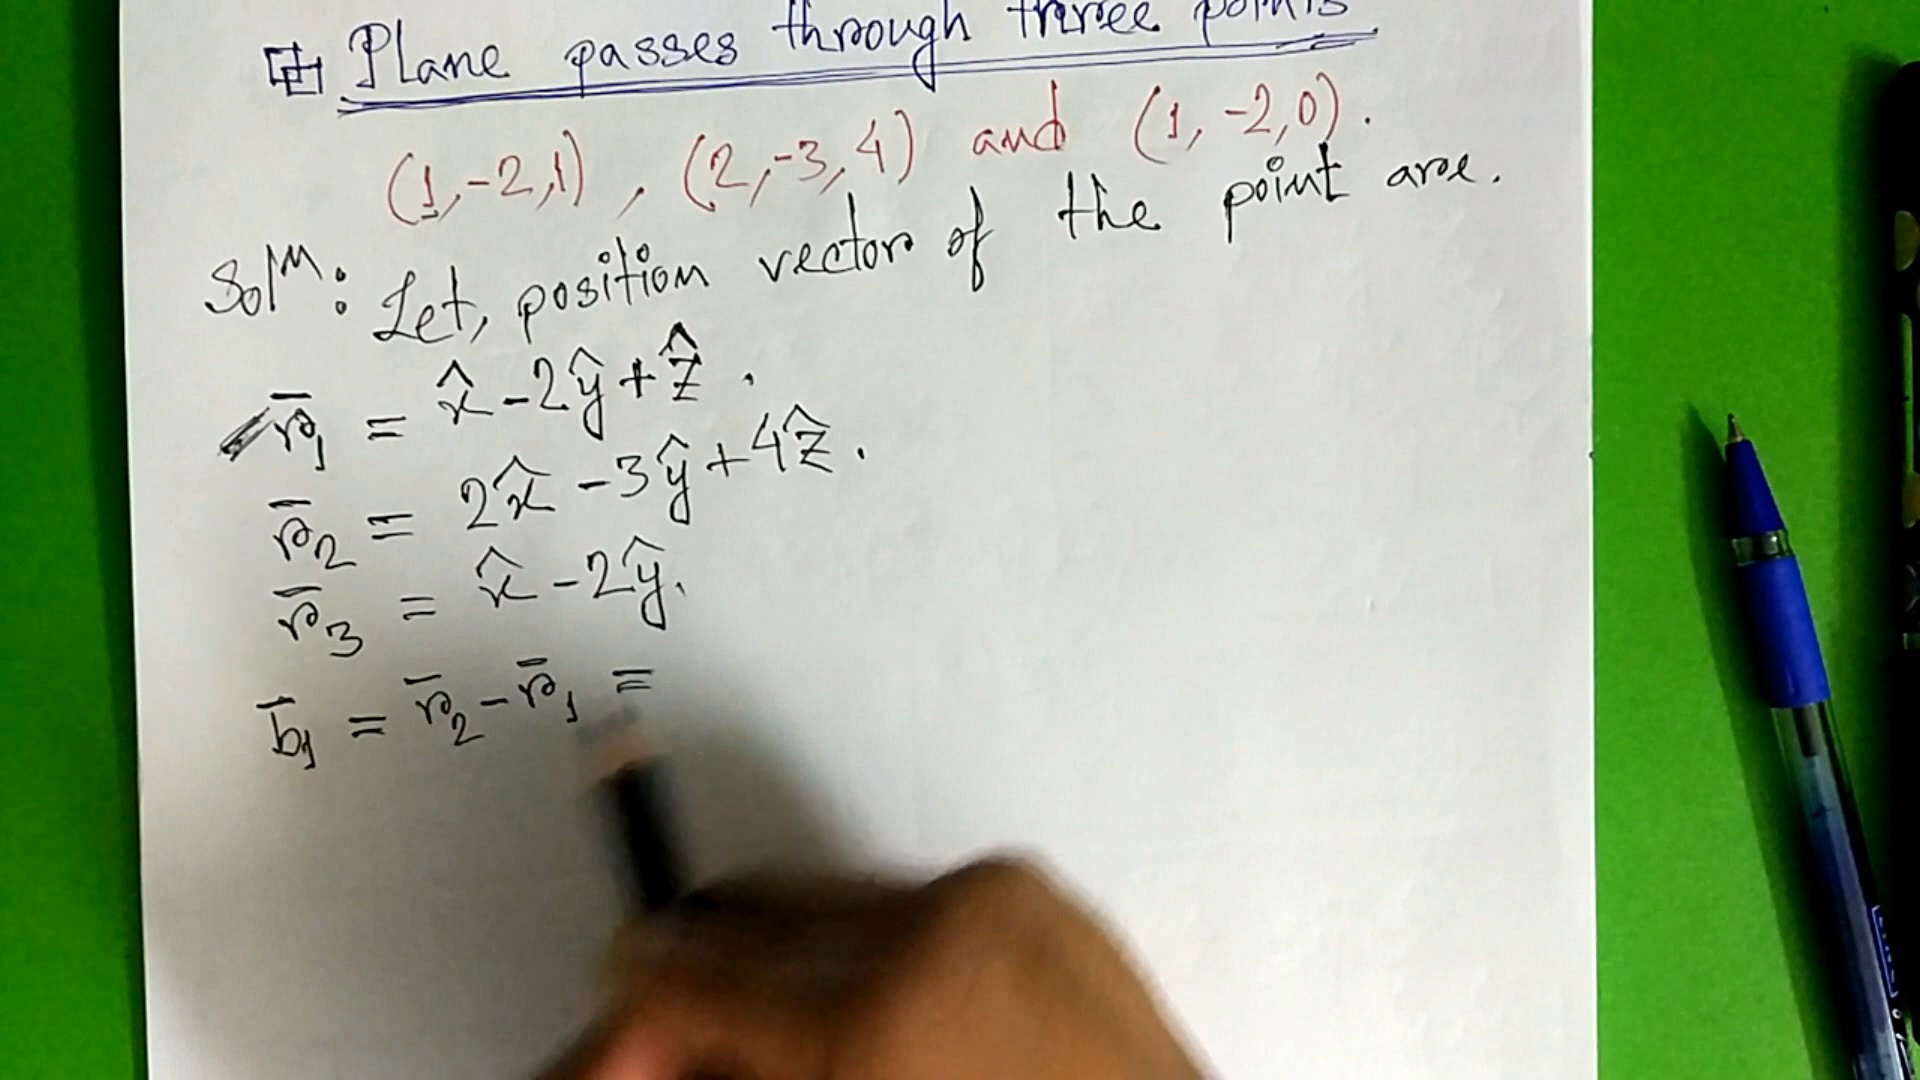 Plane passes through three points
(1,-2,1), (2,-3,4) and (1,-2,0).
Solⁿ: Let, position vector of the point are.
r̄₁ = x̂ - 2ŷ + ẑ.
r̄₂ = 2x̂ - 3ŷ + 4ẑ.
r̄₃ = x̂ - 2ŷ.
b̄₁ = r̄₂ - r̄₁ =